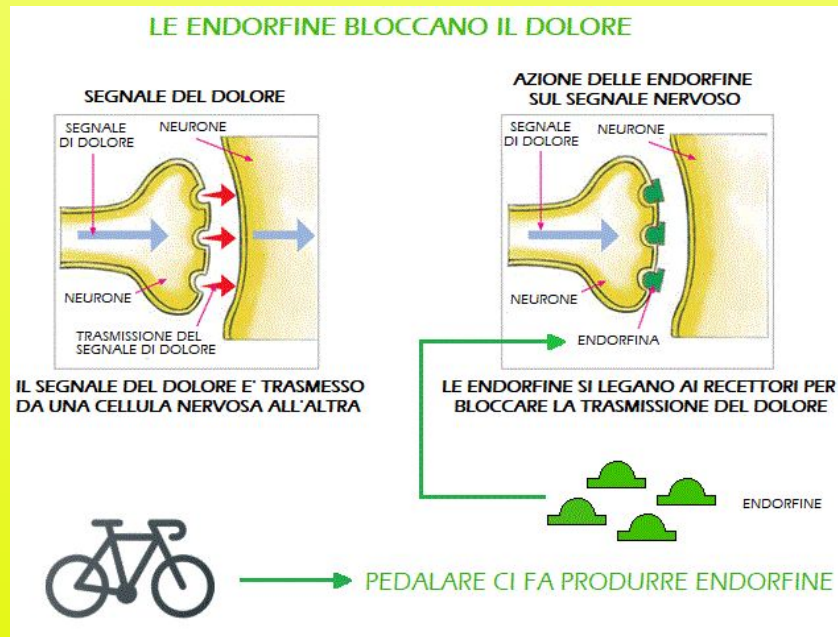 LE ENDORFINE BLOCCANO IL DOLORE
SEGNALE DEL DOLORE
SEGNALE
DI DOLORE
NEURONE
NEURONE
TRASMISSIONE DEL
SEGNALE DI DOLORE
IL SEGNALE DEL DOLORE E' TRASMESSO
DA UNA CELLULA NERVOSA ALL'ALTRA
AZIONE DELLE ENDORFINE
SUL SEGNALE NERVOSO
SEGNALE
DI DOLORE
NEURONE
NEURONE
ENDORFINA
LE ENDORFINE SI LEGANO AI RECETTORI PER
BLOCCARE LA TRASMISSIONE DEL DOLORE
ENDORFINE
PEDALARE CI FA PRODURRE ENDORFINE